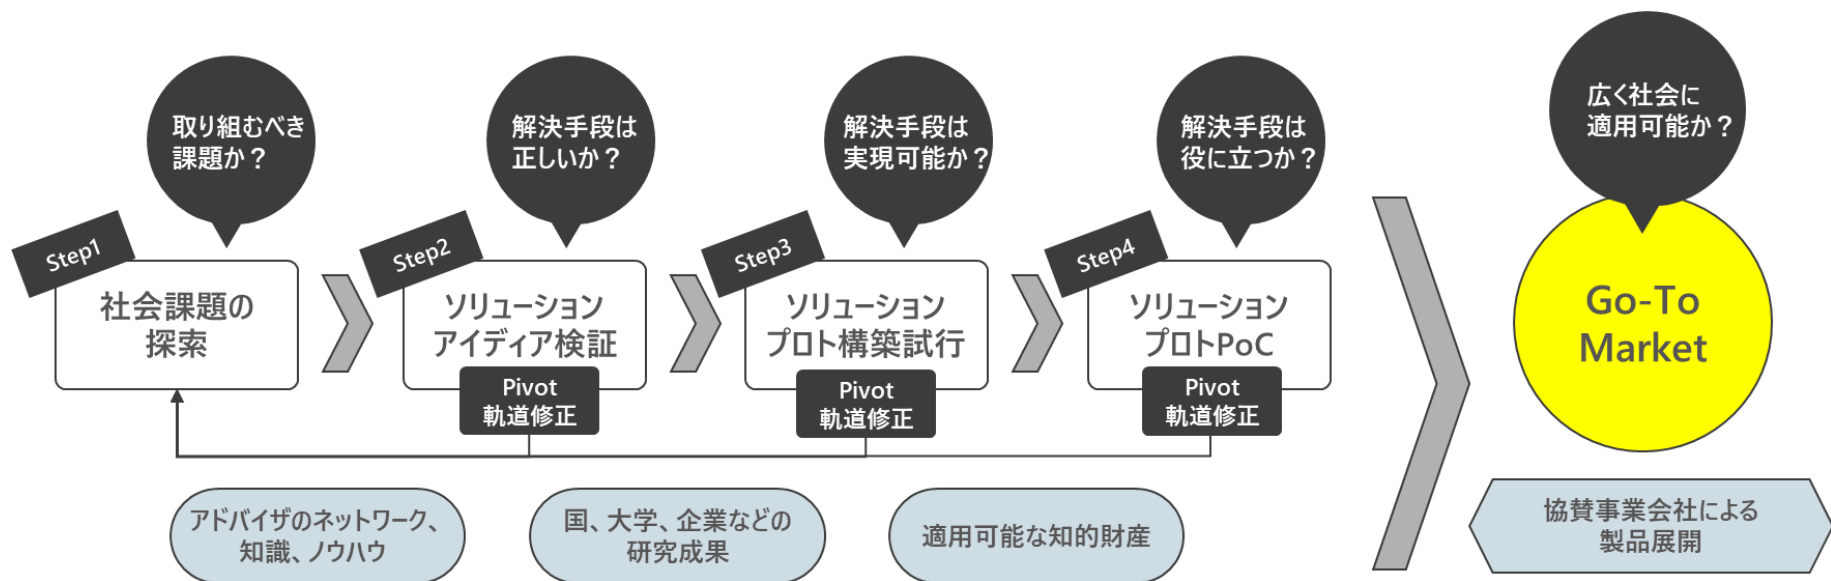 取り組むべき
課題か？
解決手段は
正しいか？
解決手段は
実現可能か？
解決手段は
役に立つか？
広く社会に
適用可能か？
Step1
社会課題の
探索
Step2
ソリューション
アイディア検証
Pivot
軌道修正
Step3
ソリューション
プロト構築試行
Pivot
軌道修正
Step4
ソリューション
プロトPoC
Pivot
軌道修正
Go-To
Market
アドバイザのネットワーク、
知識、ノウハウ
国、大学、企業などの
研究成果
適用可能な知的財産
協賛事業会社による
製品展開